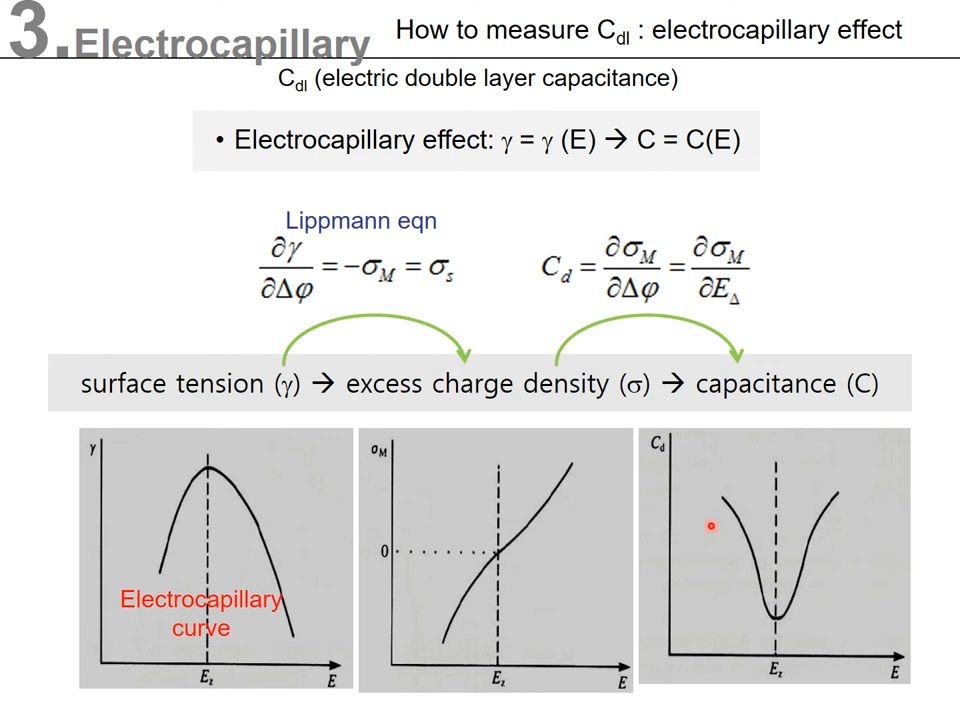 3.Electrocapillary
How to measure Cdl : electrocapillary effect
Cdl (electric double layer capacitance)
• Electrocapillary effect: γ = γ (E) → C = C(E)
Lippmann eqn
∂γ/∂Δφ = −σM = σs
Cd = ∂σM/∂Δφ = ∂σM/∂EΔ
surface tension (γ) → excess charge density (σ) → capacitance (C)
γ
Electrocapillary
curve
Ez
E
σM
0
Ez
E
Cd
Ez
E